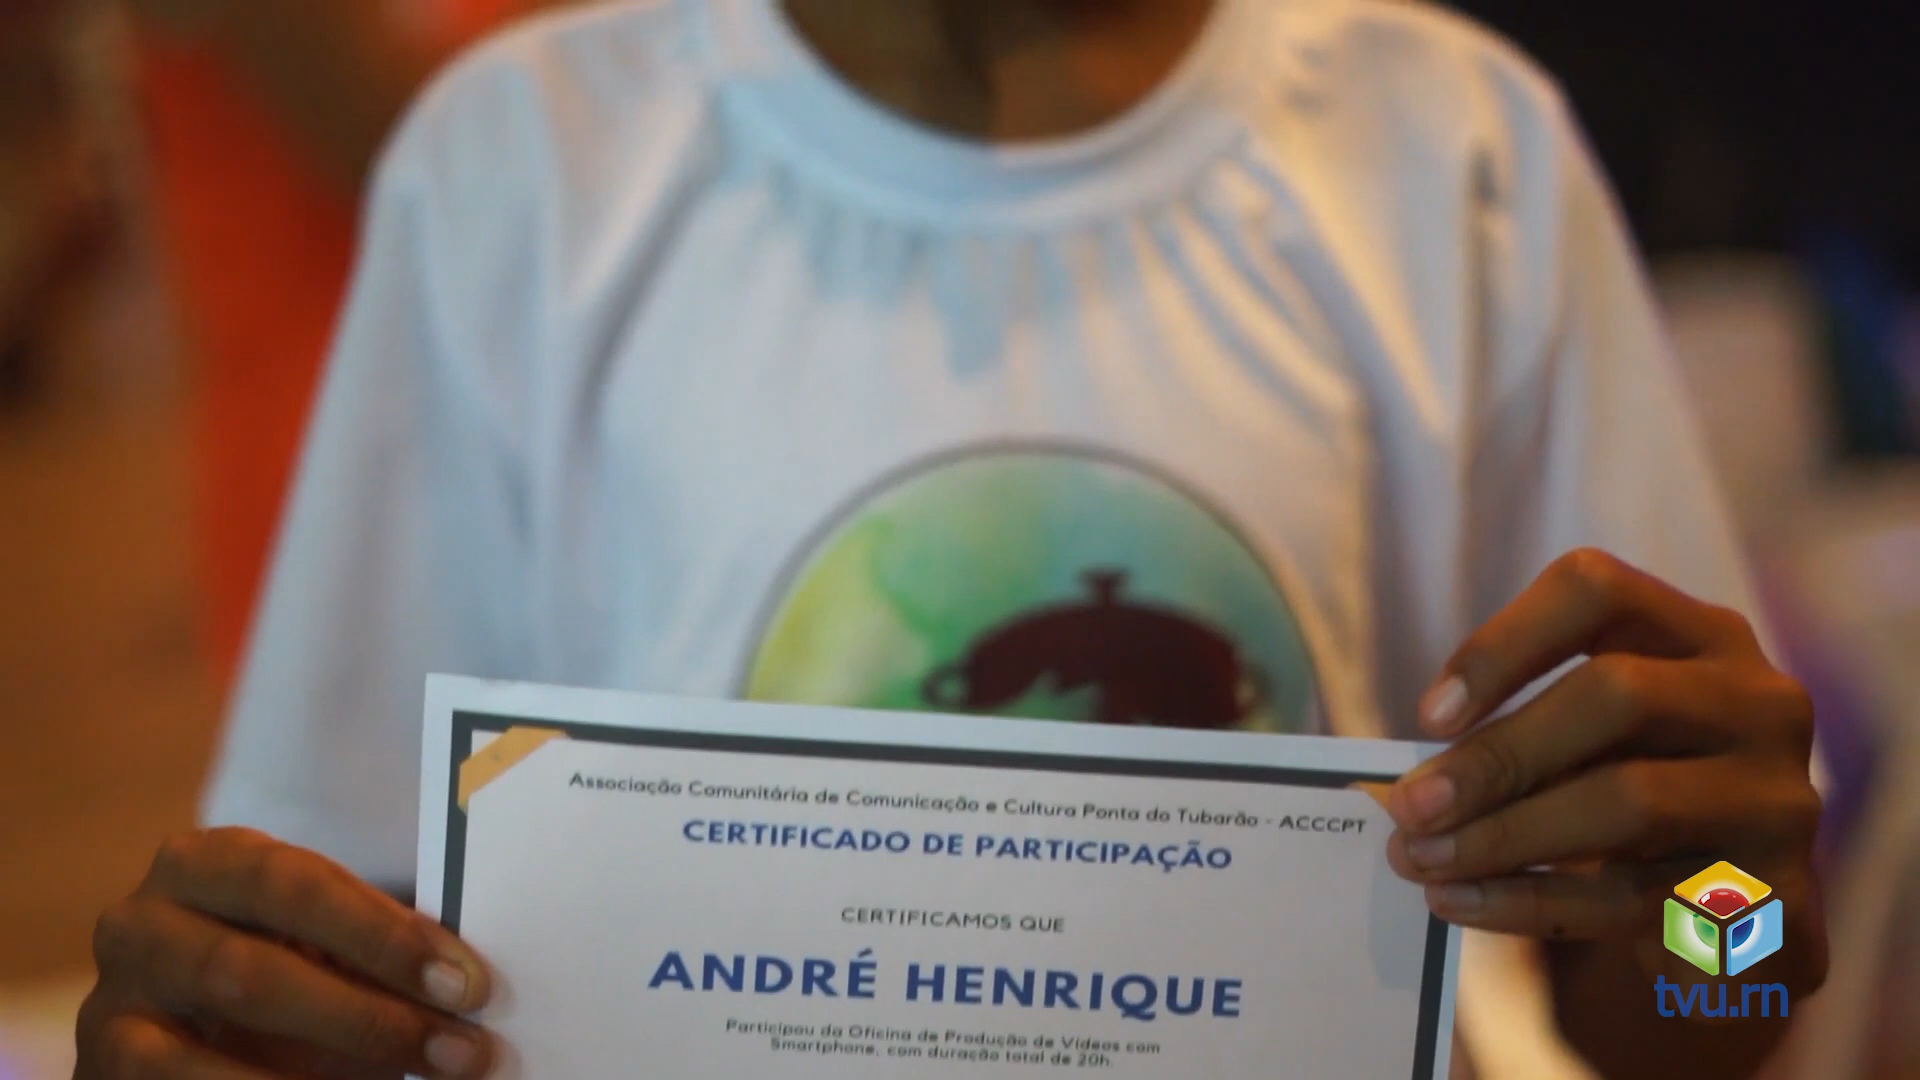 Associação Comunitária de Comunicação e Cultura Ponta do Tubarão - ACCCPT
CERTIFICADO DE PARTICIPAÇÃO
CERTIFICAMOS QUE
ANDRÉ HENRIQUE
Participou da Oficina de Produção de Vídeos com
Smartphone, com duração total de 20h.
tvu.rn